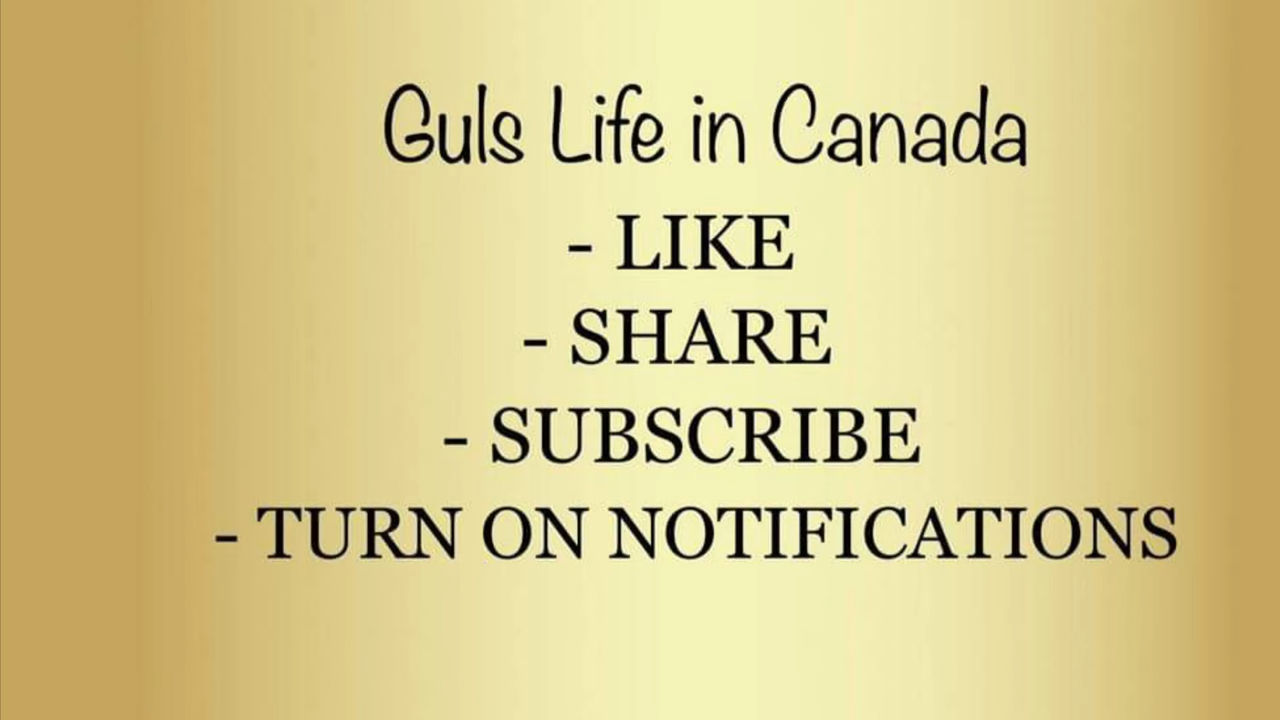 Guls Life in Canada
- LIKE
- SHARE
- SUBSCRIBE
- TURN ON NOTIFICATIONS